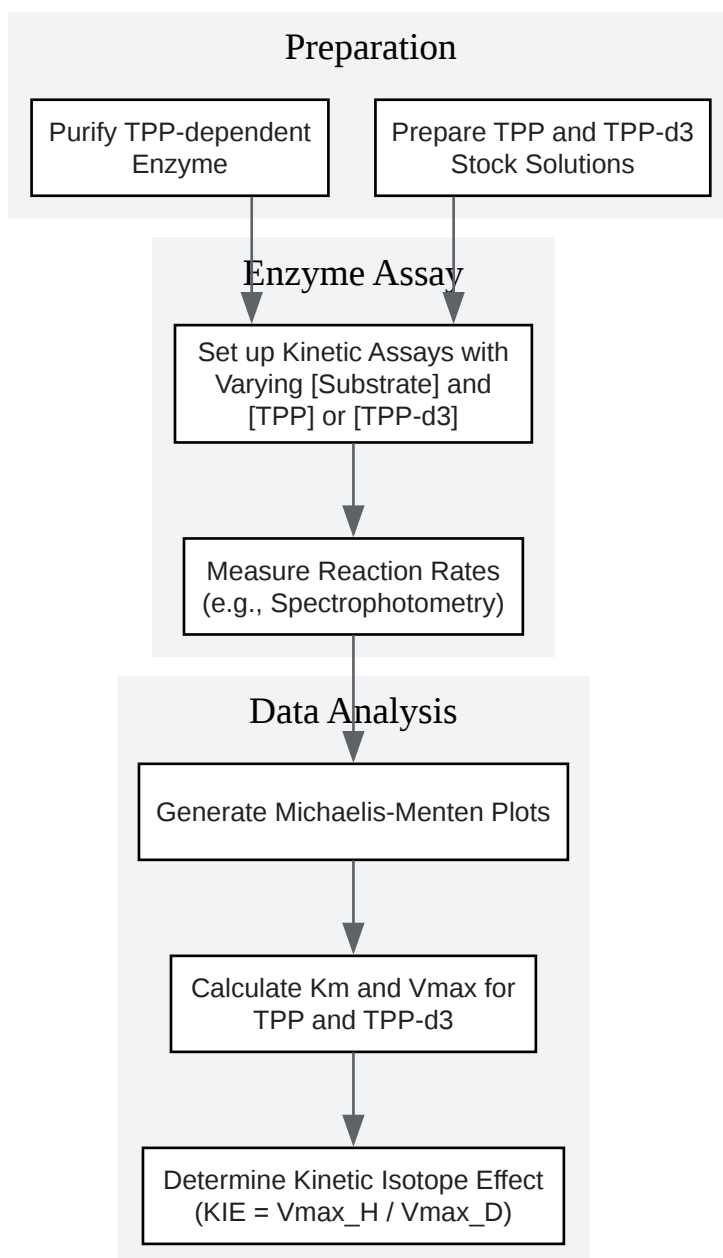 Preparation
Purify TPP-dependent
Enzyme
Prepare TPP and TPP-d3
Stock Solutions
Enzyme Assay
Set up Kinetic Assays with
Varying [Substrate] and
[TPP] or [TPP-d3]
Measure Reaction Rates
(e.g., Spectrophotometry)
Data Analysis
Generate Michaelis-Menten Plots
Calculate Km and Vmax for
TPP and TPP-d3
Determine Kinetic Isotope Effect
(KIE = Vmax_H / Vmax_D)